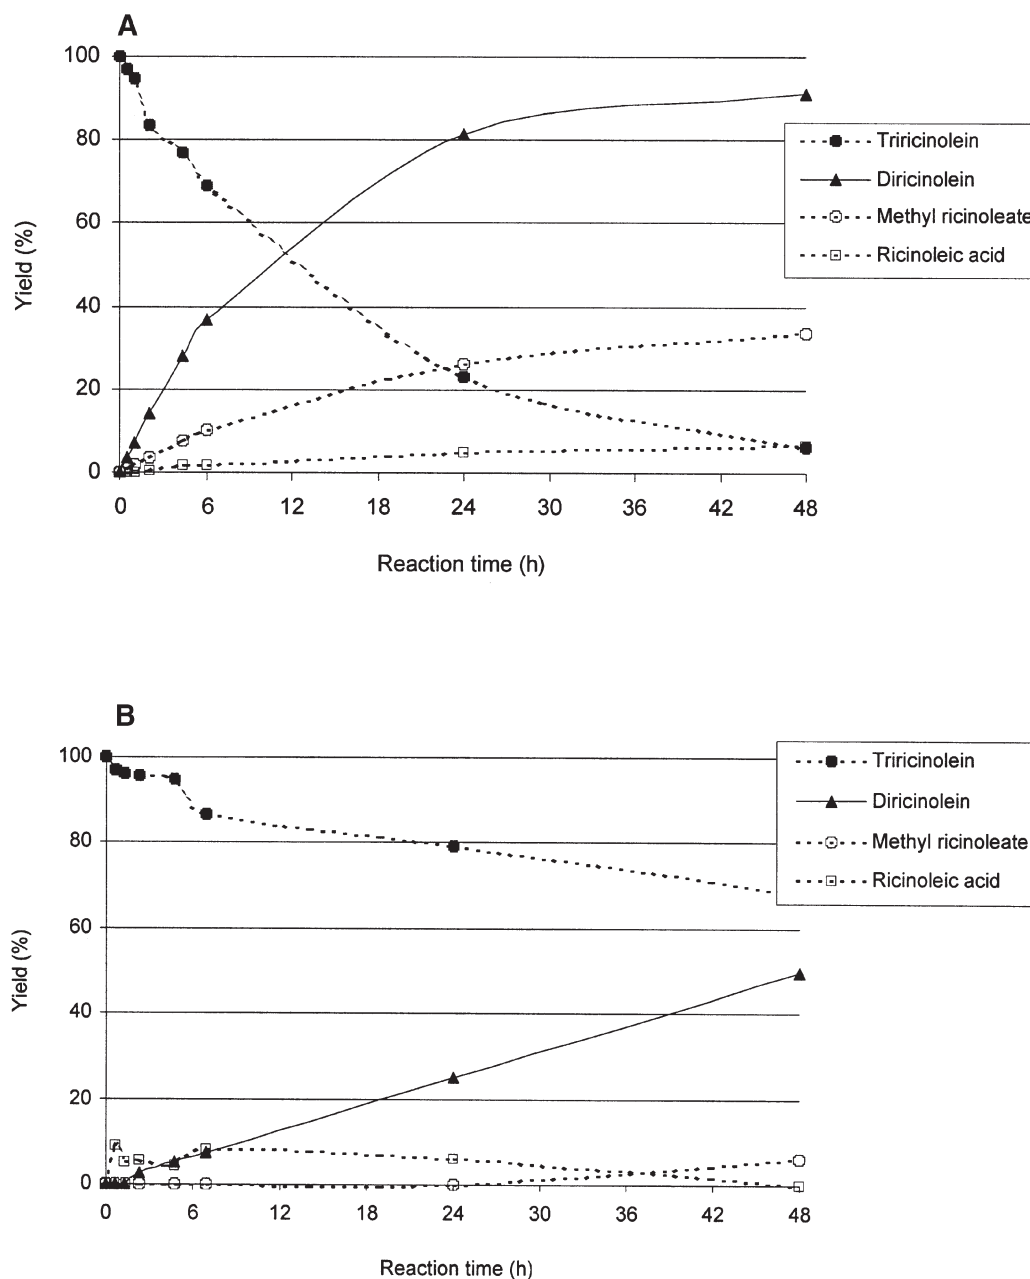 A
100
80
60
40
20
0
Yield (%)
0 6 12 18 24 30 36 42 48
Reaction time (h)
Triricinolein
Diricinolein
Methyl ricinoleate
Ricinoleic acid
B
100
80
60
40
20
0
Yield (%)
0 6 12 18 24 30 36 42 48
Reaction time (h)
Triricinolein
Diricinolein
Methyl ricinoleate
Ricinoleic acid